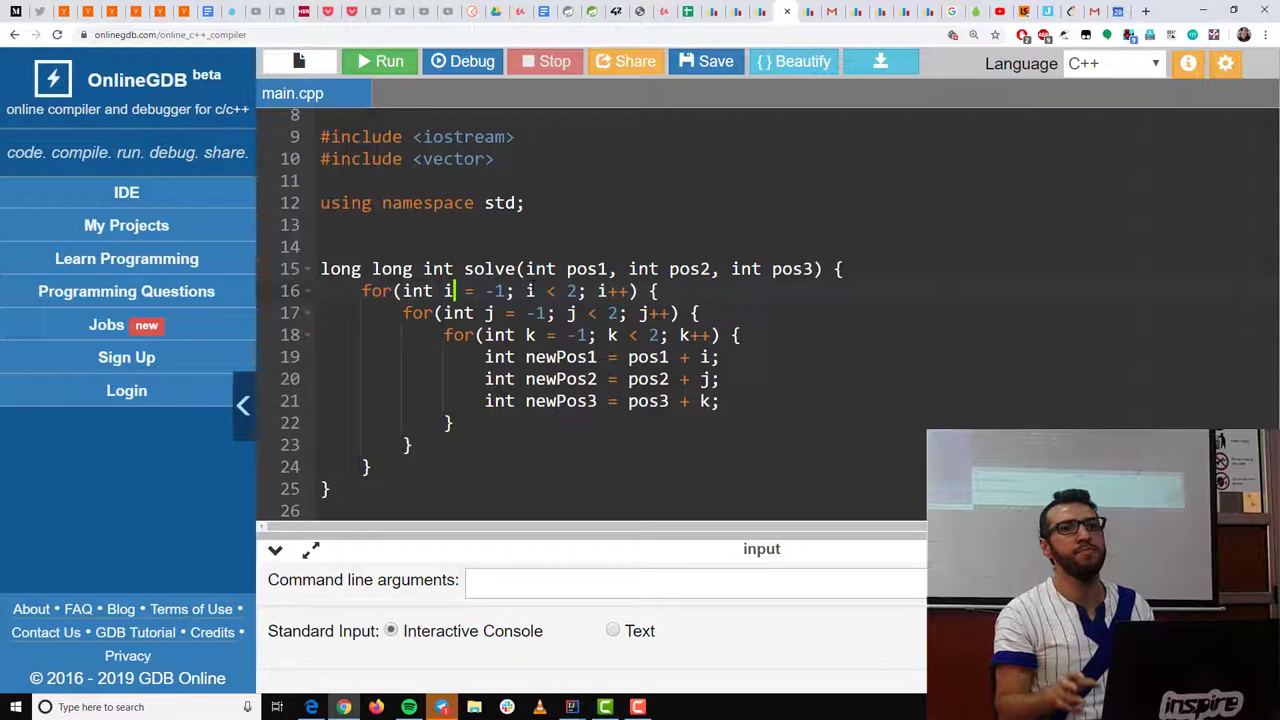 onlinegdb.com/online_c++_compiler
OnlineGDB beta
online compiler and debugger for c/c++
code. compile. run. debug. share.
IDE
My Projects
Learn Programming
Programming Questions
Jobs new
Sign Up
Login
About • FAQ • Blog • Terms of Use •
Contact Us • GDB Tutorial • Credits •
Privacy
© 2016 - 2019 GDB Online
Run
Debug
Stop
Share
Save
{ } Beautify
Language
C++
main.cpp
8
9 #include <iostream>
10 #include <vector>
11
12 using namespace std;
13
14
15 long long int solve(int pos1, int pos2, int pos3) {
16 for(int i = -1; i < 2; i++) {
17 for(int j = -1; j < 2; j++) {
18 for(int k = -1; k < 2; k++) {
19 int newPos1 = pos1 + i;
20 int newPos2 = pos2 + j;
21 int newPos3 = pos3 + k;
22 }
23 }
24 }
25 }
26
input
Command line arguments:
Standard Input: Interactive Console Text
inspire
Type here to search